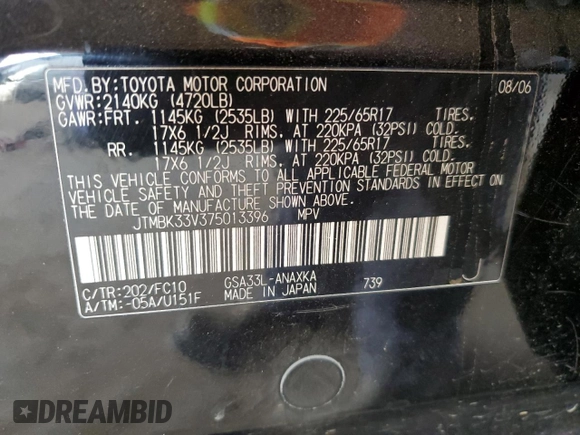 MFD.BY:TOYOTA MOTOR CORPORATION 08/06
GVWR:2140KG (4720LB)
GAWR:FRT. 1145KG (2535LB) WITH 225/65R17 TIRES.
17X6 1/2J RIMS. AT 220KPA (32PSI) COLD.
RR. 1145KG (2535LB) WITH 225/65R17 TIRES.
17X6 1/2J RIMS. AT 220KPA (32PSI) COLD.
THIS VEHICLE CONFORMS TO ALL APPLICABLE FEDERAL MOTOR
VEHICLE SAFETY AND THEFT PREVENTION STANDARDS IN EFFECT
ON THE DATE OF MANUFACTURE SHOWN ABOVE.
JTMBK33V375013396 MPV
C/TR:202/FC10 GSA33L-ANAXKA 739 J
A/TM:-05A/U151F MADE IN JAPAN
DREAMBID